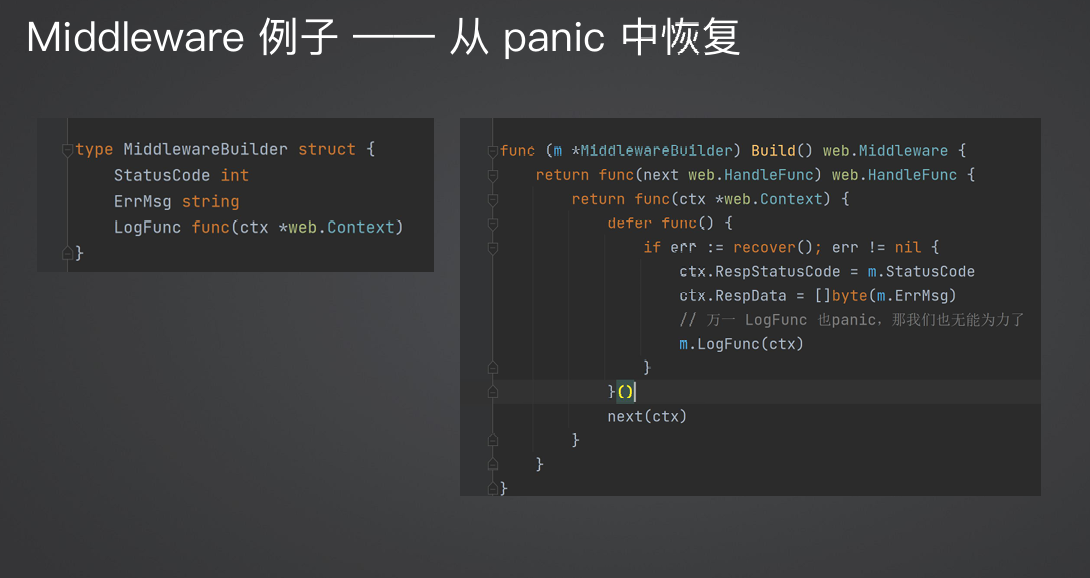 Middleware 例子 —— 从 panic 中恢复
type MiddlewareBuilder struct {
StatusCode int
ErrMsg string
LogFunc func(ctx *web.Context)
}
func (m *MiddlewareBuilder) Build() web.Middleware {
return func(next web.HandleFunc) web.HandleFunc {
return func(ctx *web.Context) {
defer func() {
if err := recover(); err != nil {
ctx.RespStatusCode = m.StatusCode
ctx.RespData = []byte(m.ErrMsg)
// 万一 LogFunc 也panic，那我们也无能为力了
m.LogFunc(ctx)
}
}()
next(ctx)
}
}
}